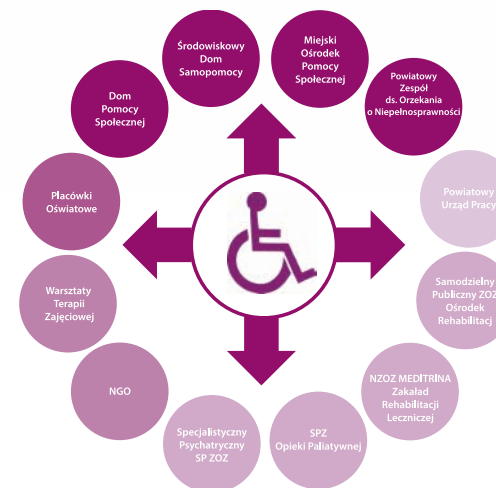 Środowiskowy
Dom
Samopomocy
Miejski
Ośrodek
Pomocy
Społecznej
Powiatowy
Zespół
ds. Orzekania
o Niepełnosprawności
Powiatowy
Urząd Pracy
Samodzielny
Publiczny ZOZ
Ośrodek
Rehabilitacj
NZOZ MEDITRINA
Zakaład
Rehabilitacji
Leczniczej
SPZ
Opieki Paliatywnej
Specjalistyczny
Psychatryczny
SP ZOZ
NGO
Warsztaty
Terapii
Zajęciowej
Placówki
Oświatowe
Dom
Pomocy
Społecznej